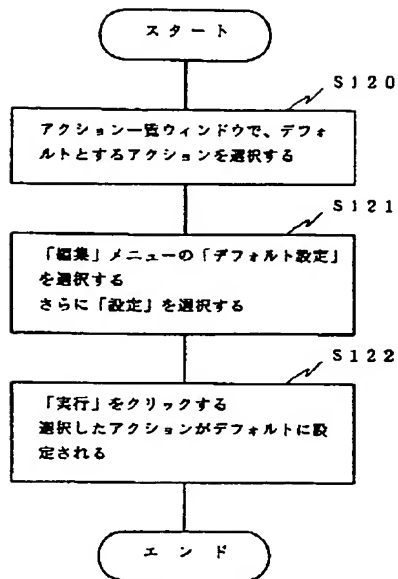 スタート
S120
アクション一覧ウィンドウで、デフォ
ルトとするアクションを選択する
S121
「編集」メニューの「デフォルト設定」
を選択する
さらに「設定」を選択する
S122
「実行」をクリックする
選択したアクションがデフォルトに設
定される
エンド